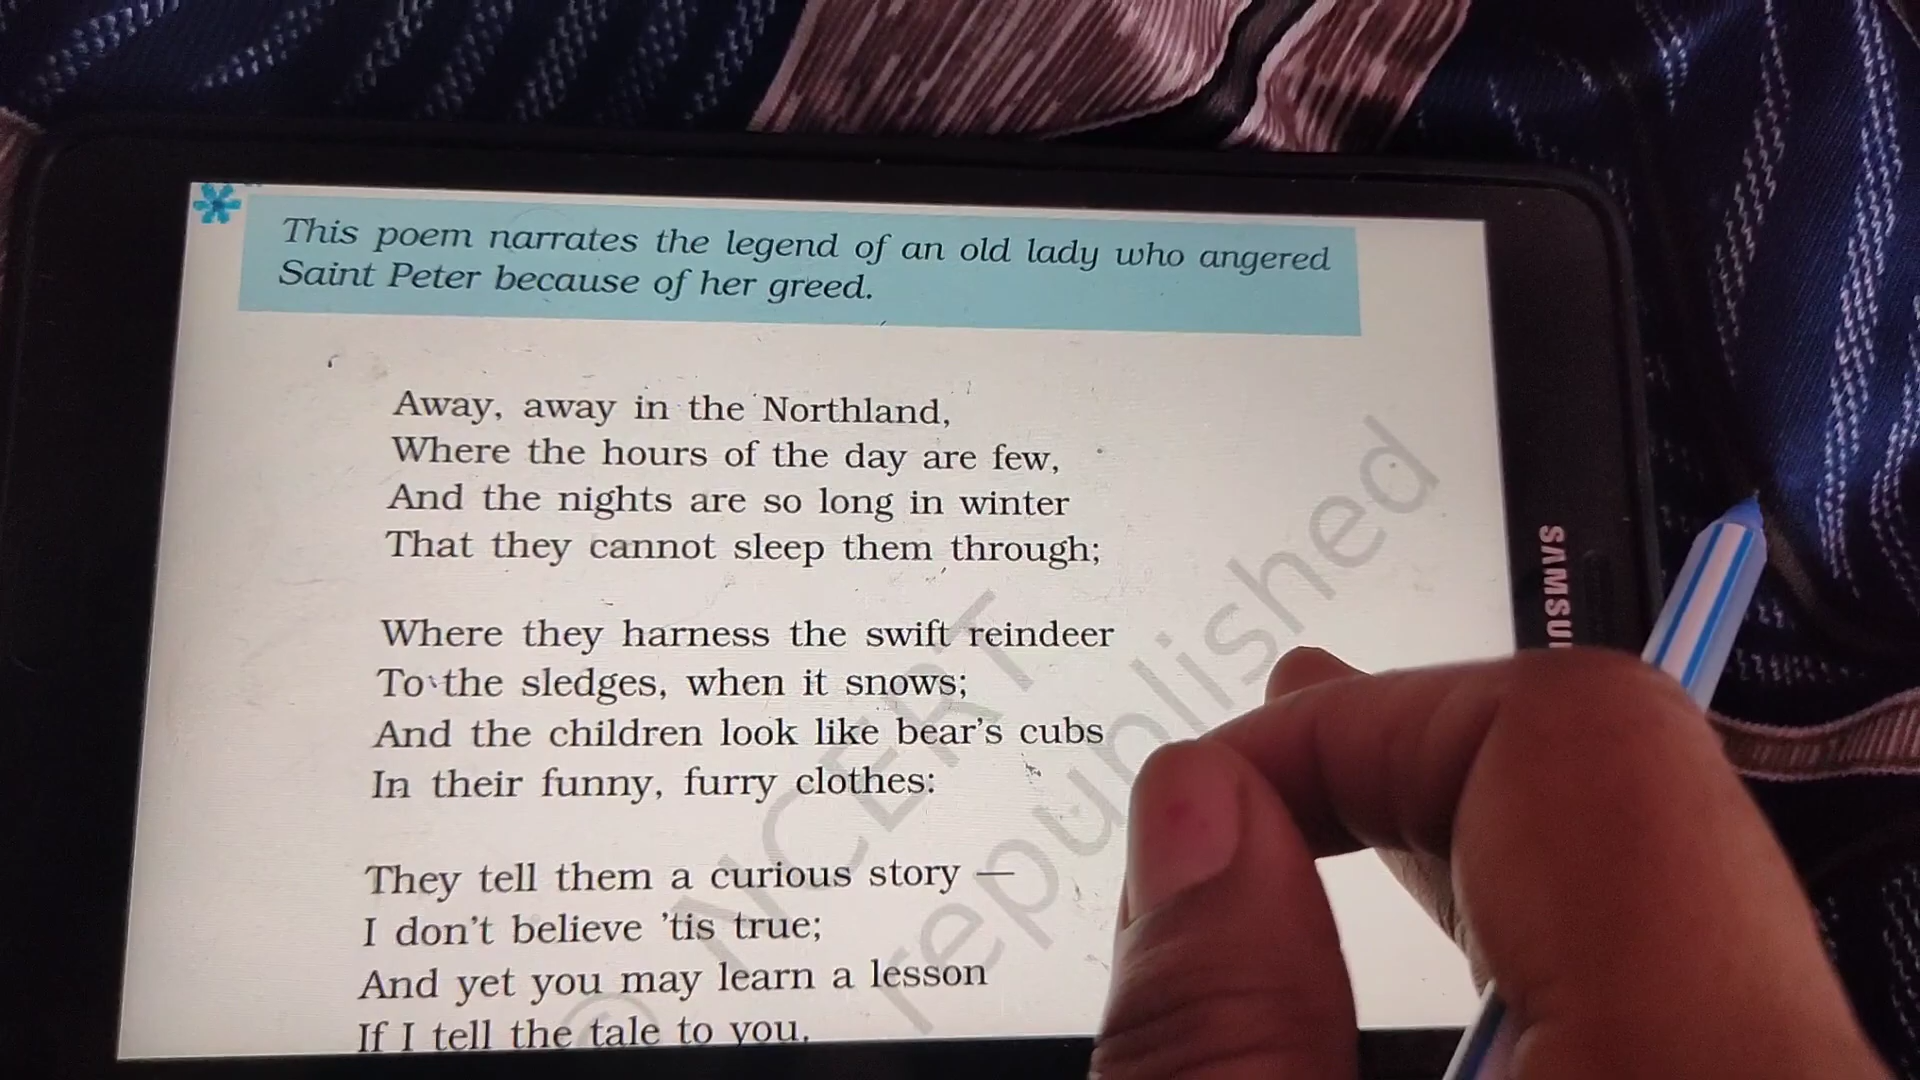 This poem narrates the legend of an old lady who angered
Saint Peter because of her greed.
Away, away in the Northland,
Where the hours of the day are few,
And the nights are so long in winter
That they cannot sleep them through;
Where they harness the swift reindeer
To the sledges, when it snows;
And the children look like bear's cubs
In their funny, furry clothes:
They tell them a curious story —
I don't believe 'tis true;
And yet you may learn a lesson
If I tell the tale to you.
© NCERT
republished
SAMSU